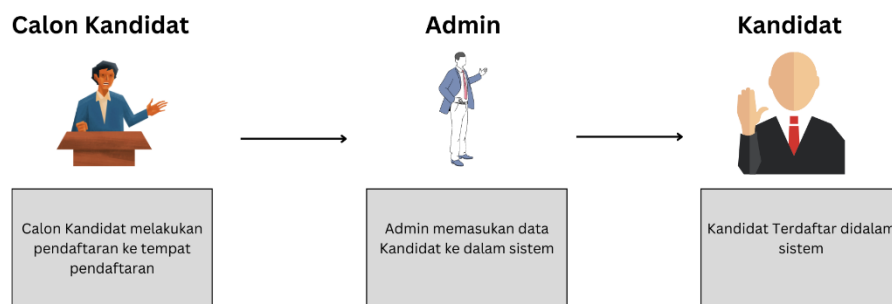 Calon Kandidat
Admin
Kandidat
Calon Kandidat melakukan
pendaftaran ke tempat
pendaftaran
Admin memasukan data
Kandidat ke dalam sistem
Kandidat Terdaftar didalam
sistem